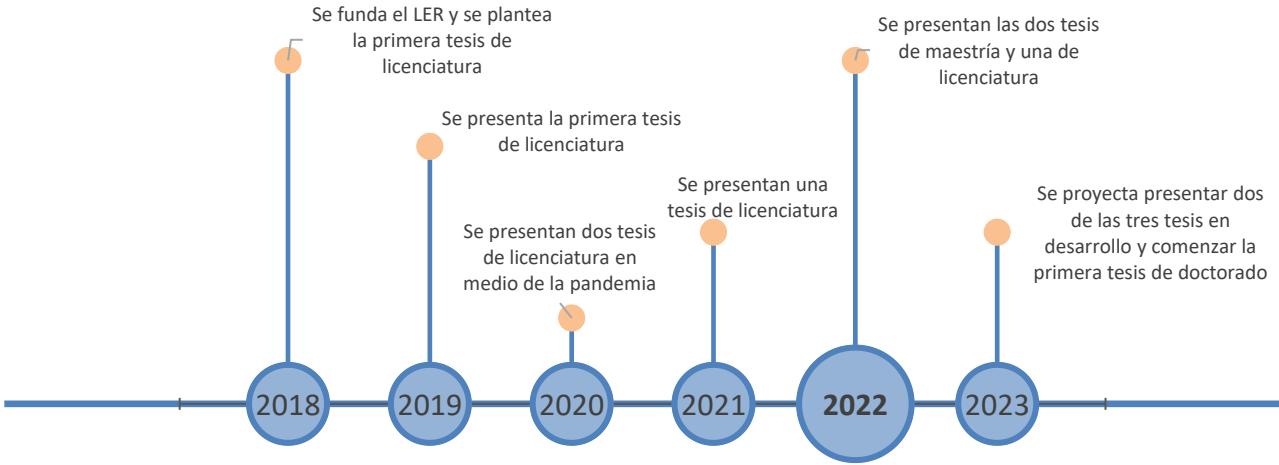 Se funda el LER y se plantea
la primera tesis de
licenciatura
Se presenta la primera tesis
de licenciatura
Se presentan dos tesis
de licenciatura en
medio de la pandemia
Se presentan una
tesis de licenciatura
Se presentan las dos tesis
de maestría y una de
licenciatura
Se proyecta presentar dos
de las tres tesis en
desarrollo y comenzar la
primera tesis de doctorado
2018
2019
2020
2021
2022
2023